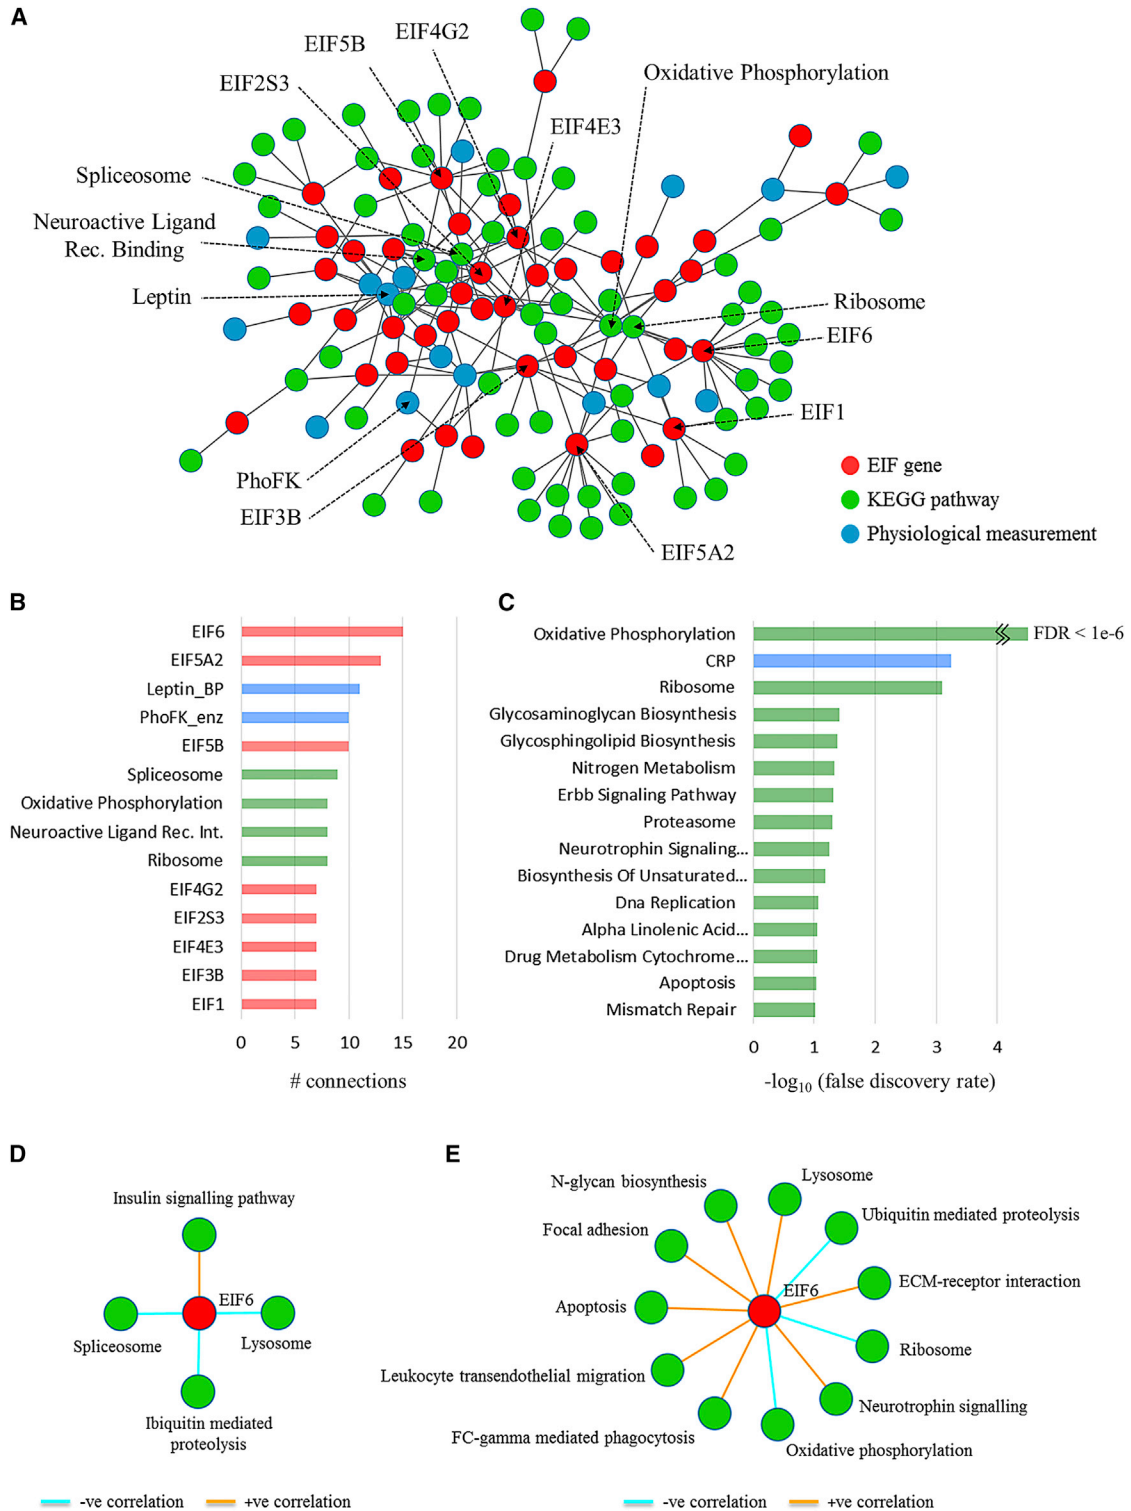 A
EIF4G2
EIF5B
EIF2S3
Oxidative Phosphorylation
EIF4E3
Spliceosome
Neuroactive Ligand
Rec. Binding
Leptin
Ribosome
EIF6
EIF1
PhoFK
EIF3B
EIF5A2
EIF gene
KEGG pathway
Physiological measurement
B
EIF6
EIF5A2
Leptin_BP
PhoFK_enz
EIF5B
Spliceosome
Oxidative Phosphorylation
Neuroactive Ligand Rec. Int.
Ribosome
EIF4G2
EIF2S3
EIF4E3
EIF3B
EIF1
0 5 10 15 20
# connections
C
Oxidative Phosphorylation
FDR < 1e-6
CRP
Ribosome
Glycosaminoglycan Biosynthesis
Glycosphingolipid Biosynthesis
Nitrogen Metabolism
Erbb Signaling Pathway
Proteasome
Neurotrophin Signaling...
Biosynthesis Of Unsaturated...
Dna Replication
Alpha Linolenic Acid...
Drug Metabolism Cytochrome...
Apoptosis
Mismatch Repair
0 1 2 3 4
-log10 (false discovery rate)
D
Insulin signalling pathway
EIF6
Spliceosome
Lysosome
Ibiquitin mediated
proteolysis
-ve correlation +ve correlation
E
N-glycan biosynthesis
Lysosome
Focal adhesion
Ubiquitin mediated proteolysis
EIF6
ECM-receptor interaction
Apoptosis
Ribosome
Leukocyte transendothelial migration
Neurotrophin signalling
FC-gamma mediated phagocytosis
Oxidative phosphorylation
-ve correlation +ve correlation